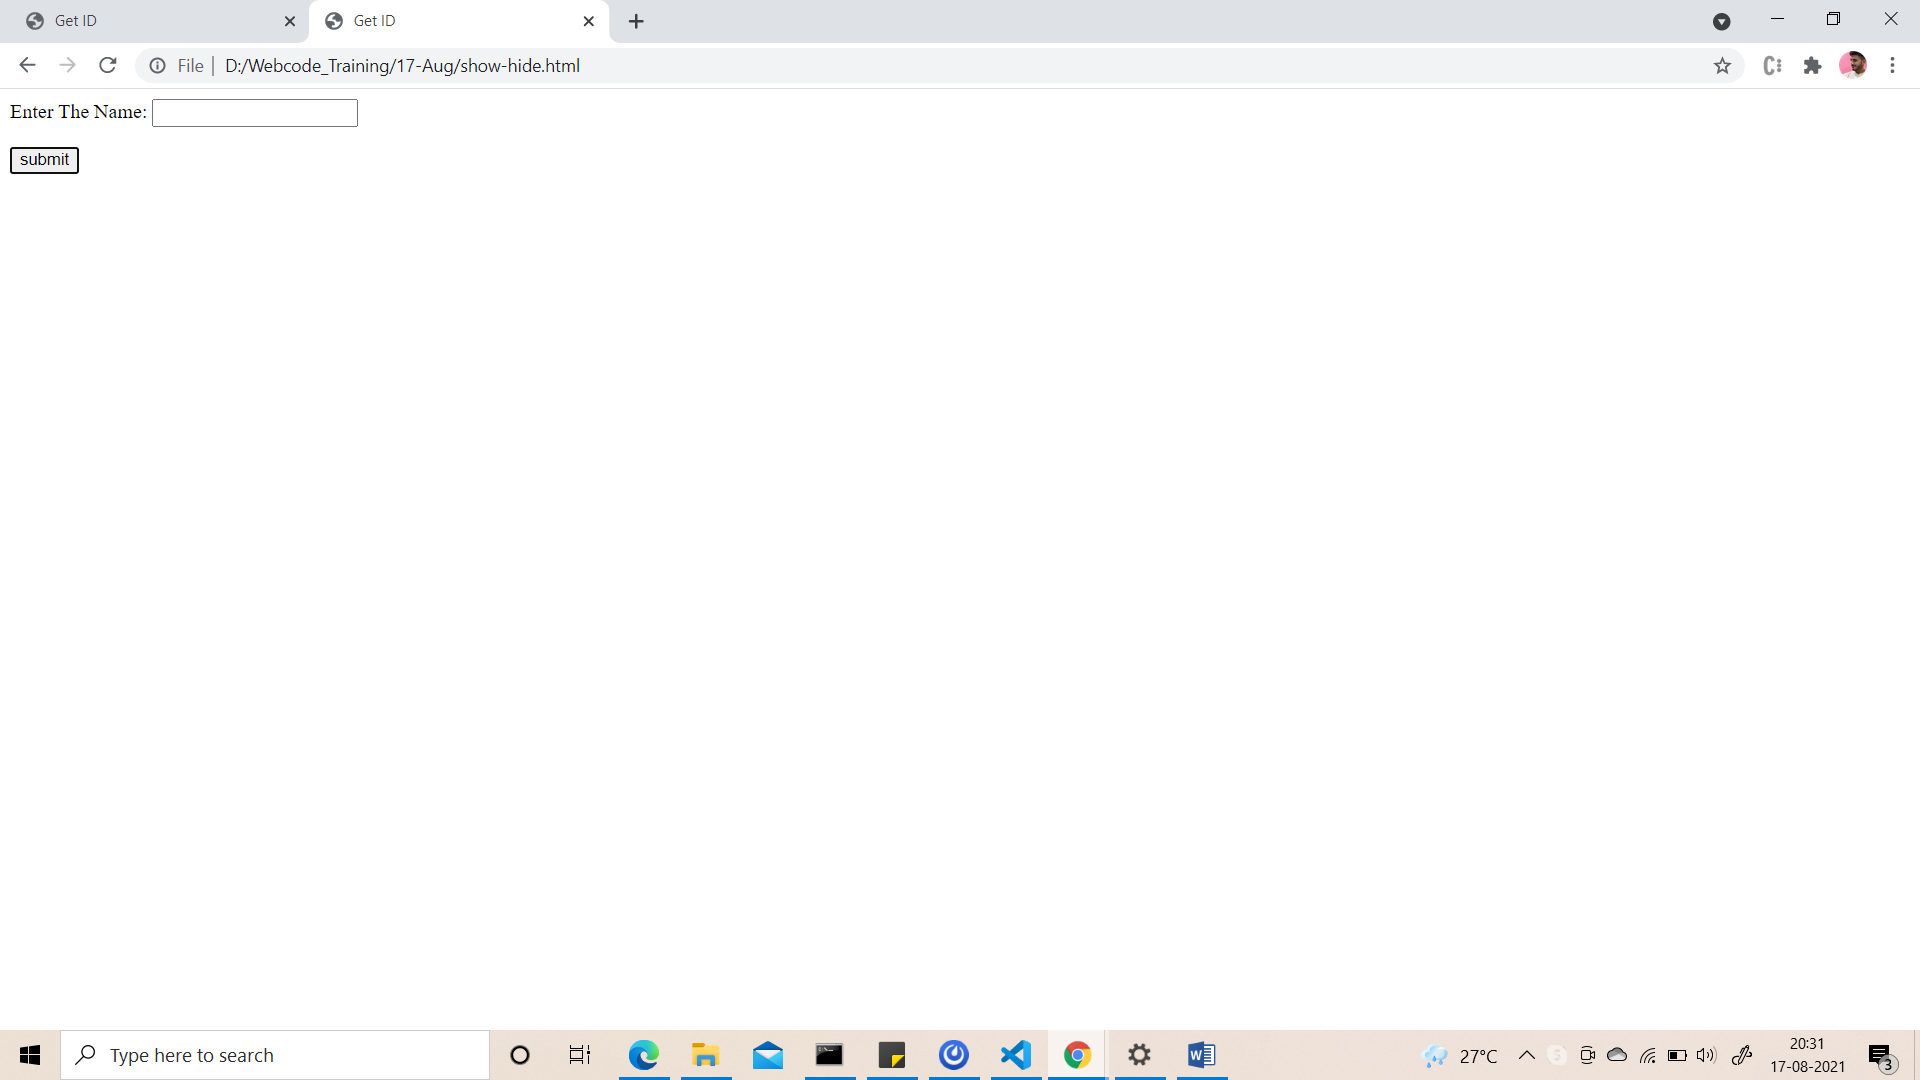 Get ID
Get ID
File
D:/Webcode_Training/17-Aug/show-hide.html
Enter The Name:
submit
Type here to search
27°C
20:31
17-08-2021
3